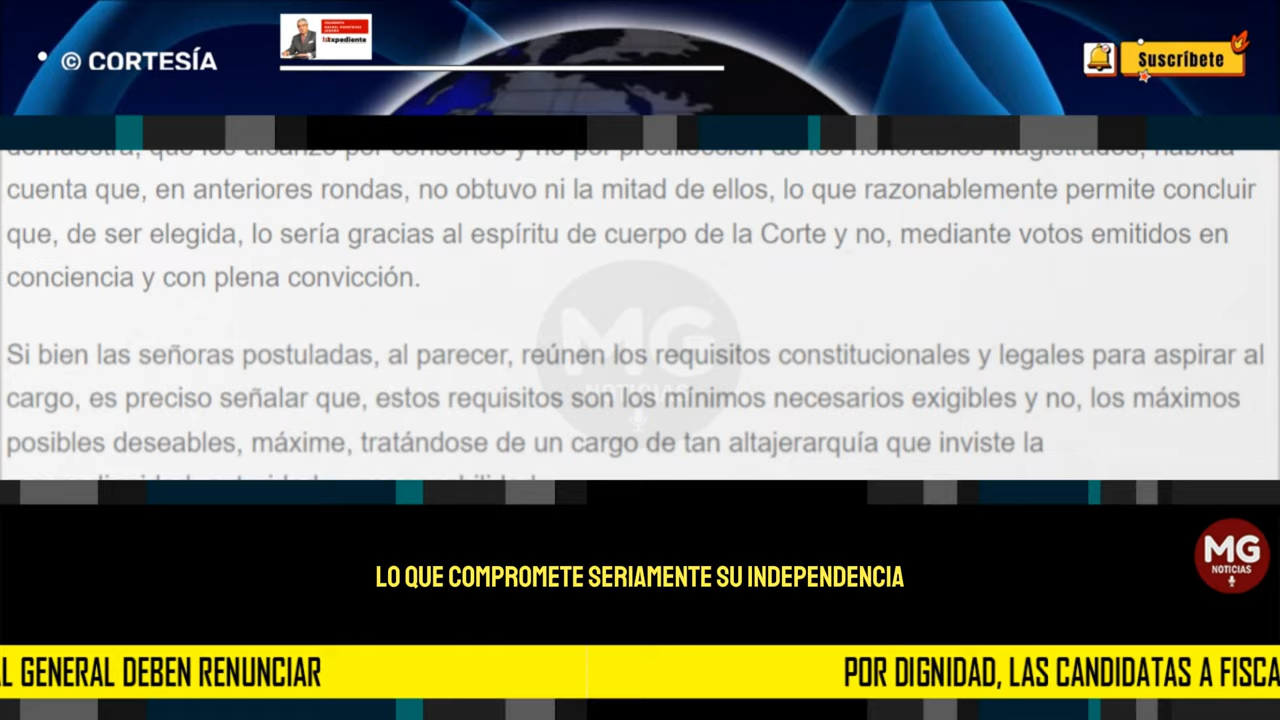 © CORTESÍA
Expediente
Suscríbete
cuenta que, en anteriores rondas, no obtuvo ni la mitad de ellos, lo que razonablemente permite concluir
que, de ser elegida, lo sería gracias al espíritu de cuerpo de la Corte y no, mediante votos emitidos en
conciencia y con plena convicción.
Si bien las señoras postuladas, al parecer, reúnen los requisitos constitucionales y legales para aspirar al
cargo, es preciso señalar que, estos requisitos son los mínimos necesarios exigibles y no, los máximos
posibles deseables, máxime, tratándose de un cargo de tan altajerarquía que inviste la
MG
NOTICIAS
LO QUE COMPROMETE SERIAMENTE SU INDEPENDENCIA
MG
NOTICIAS
L GENERAL DEBEN RENUNCIAR
POR DIGNIDAD, LAS CANDIDATAS A FISCA